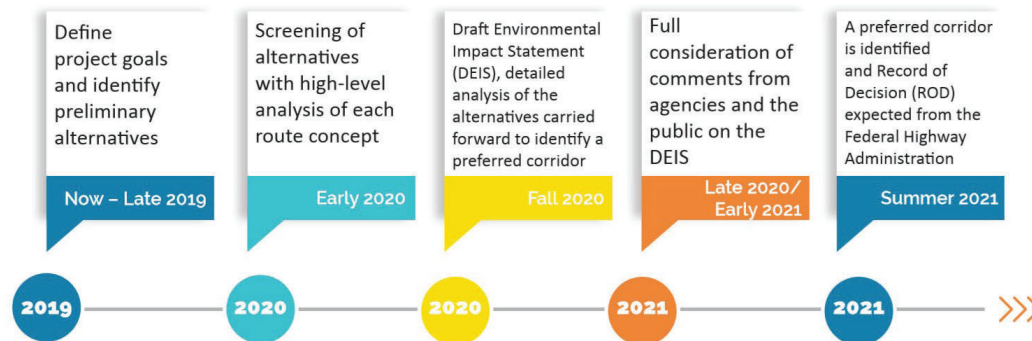 Define
project goals
and identify
preliminary
alternatives
Now – Late 2019
2019
Screening of
alternatives
with high-level
analysis of each
route concept
Early 2020
2020
Draft Environmental
Impact Statement
(DEIS), detailed
analysis of the
alternatives carried
forward to identify a
preferred corridor
Fall 2020
2020
Full
consideration of
comments from
agencies and the
public on the
DEIS
Late 2020/
Early 2021
2021
A preferred corridor
is identified
and Record of
Decision (ROD)
expected from the
Federal Highway
Administration
Summer 2021
2021